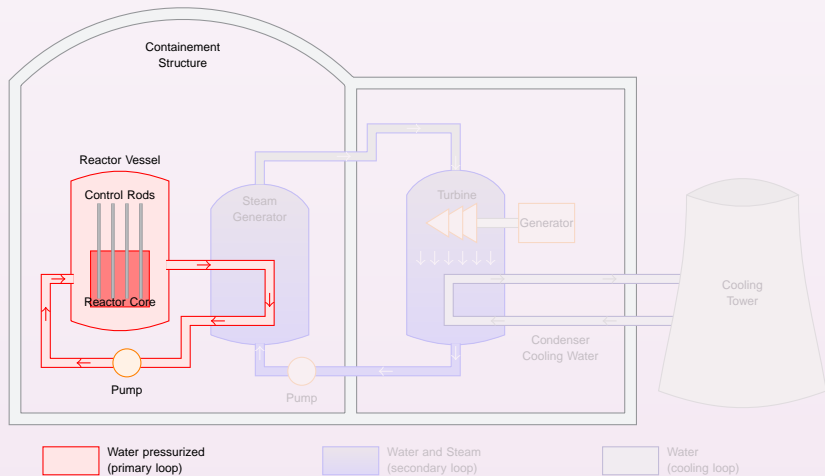 Containement
Structure
Reactor Vessel
Control Rods
Reactor Core
Pump
Steam
Generator
Pump
Turbine
Generator
Condenser
Cooling Water
Cooling
Tower
Water pressurized
(primary loop)
Water and Steam
(secondary loop)
Water
(cooling loop)